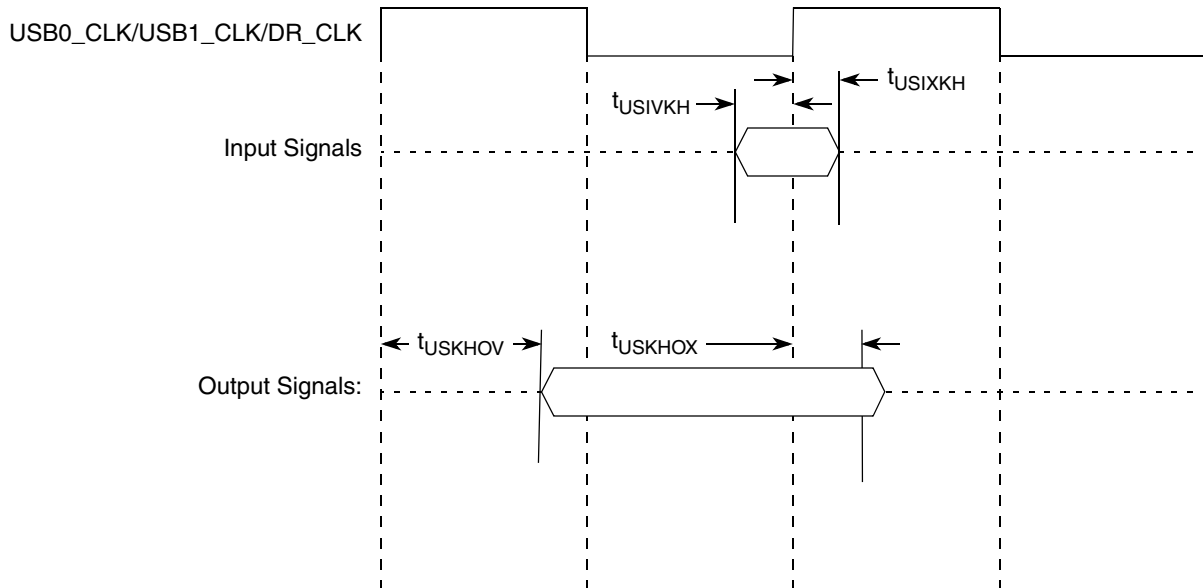 USB0_CLK/USB1_CLK/DR_CLK
tUSIXKH
tUSIVKH
Input Signals
tUSKHOV
tUSKHOX
Output Signals: